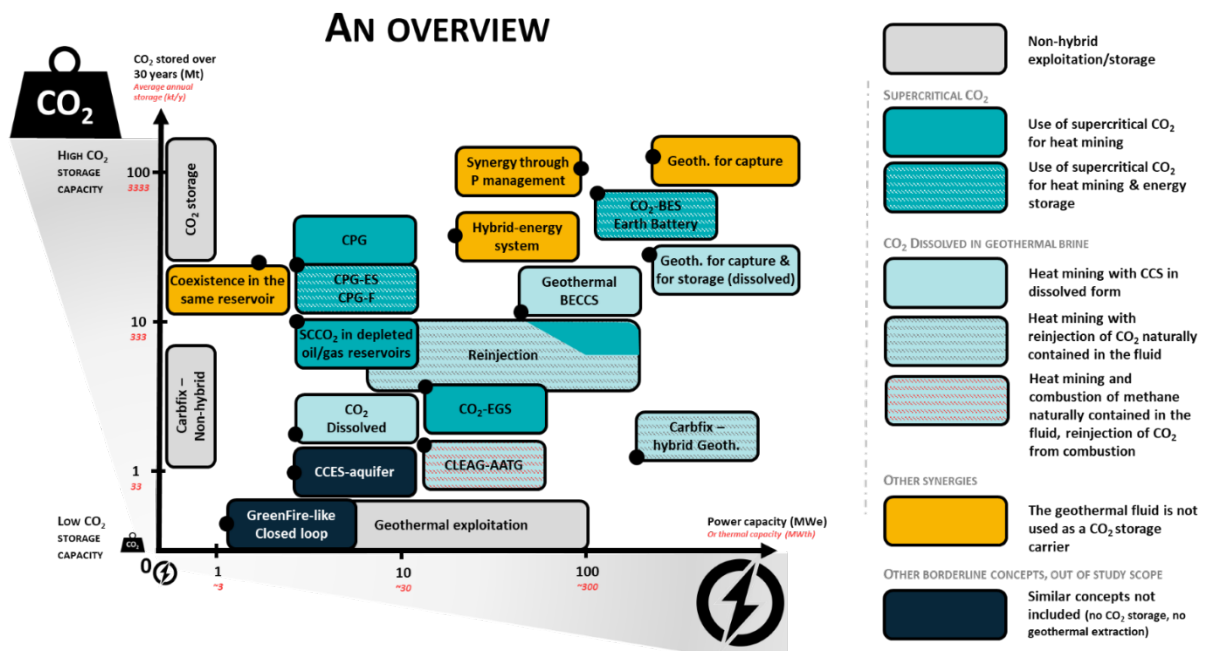 AN OVERVIEW
CO₂ stored over
30 years (Mt)
Average annual
storage (kt/y)
CO₂
HIGH CO₂
STORAGE
CAPACITY
100
3333
10
333
1
33
LOW CO₂
STORAGE
CAPACITY
CO₂
0
1
~3
10
~30
100
~300
Power capacity (MWe)
Or thermal capacity (MWth)
CO₂ storage
Carbfix –
Non-hybrid
Coexistence in the
same reservoir
CPG
CPG-ES
CPG-F
SCCO₂ in depleted
oil/gas reservoirs
CO₂
Dissolved
CCES-aquifer
GreenFire-like
Closed loop
Geothermal exploitation
Synergy through
P management
Hybrid-energy
system
Geoth. for capture
CO₂-BES
Earth Battery
Geoth. for capture &
for storage (dissolved)
Geothermal
BECCS
Reinjection
CO₂-EGS
CLEAG-AATG
Carbfix –
hybrid Geoth.
Non-hybrid
exploitation/storage
SUPERCRITICAL CO₂
Use of supercritical CO₂
for heat mining
Use of supercritical CO₂
for heat mining & energy
storage
CO₂ DISSOLVED IN GEOTHERMAL BRINE
Heat mining with CCS in
dissolved form
Heat mining with
reinjection of CO₂ naturally
contained in the fluid
Heat mining and
combustion of methane
naturally contained in the
fluid, reinjection of CO₂
from combustion
OTHER SYNERGIES
The geothermal fluid is not
used as a CO₂ storage
carrier
OTHER BORDERLINE CONCEPTS, OUT OF STUDY SCOPE
Similar concepts not
included (no CO₂ storage, no
geothermal extraction)